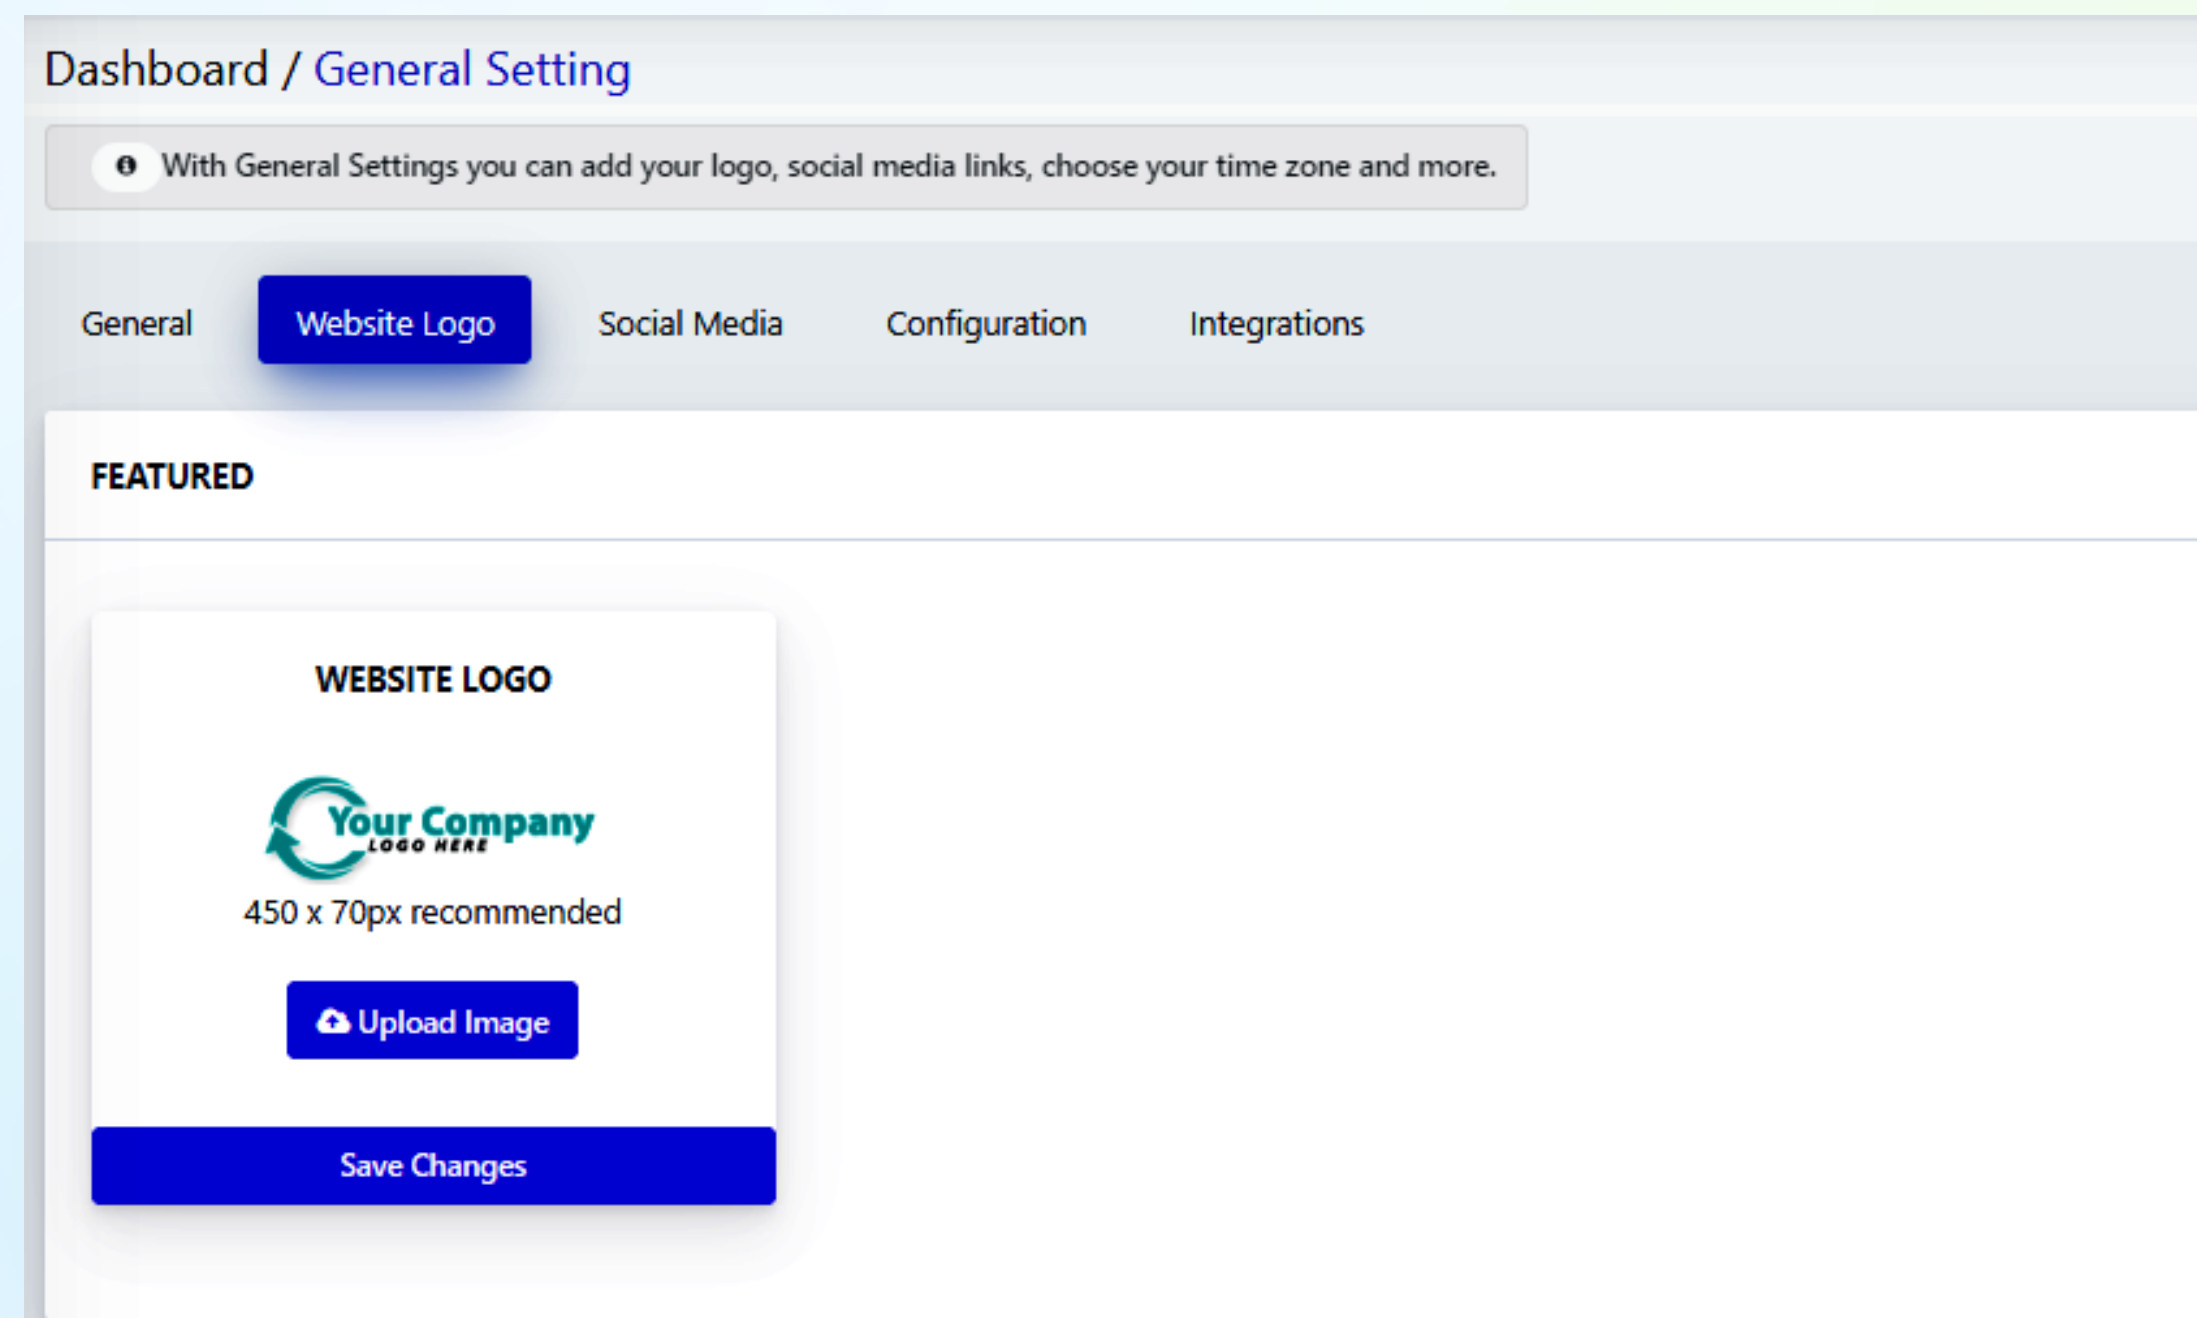 Dashboard / General Setting
With General Settings you can add your logo, social media links, choose your time zone and more.
General Website Logo Social Media Configuration Integrations
FEATURED
WEBSITE LOGO
Your Company
LOGO HERE
450 x 70px recommended
Upload Image
Save Changes